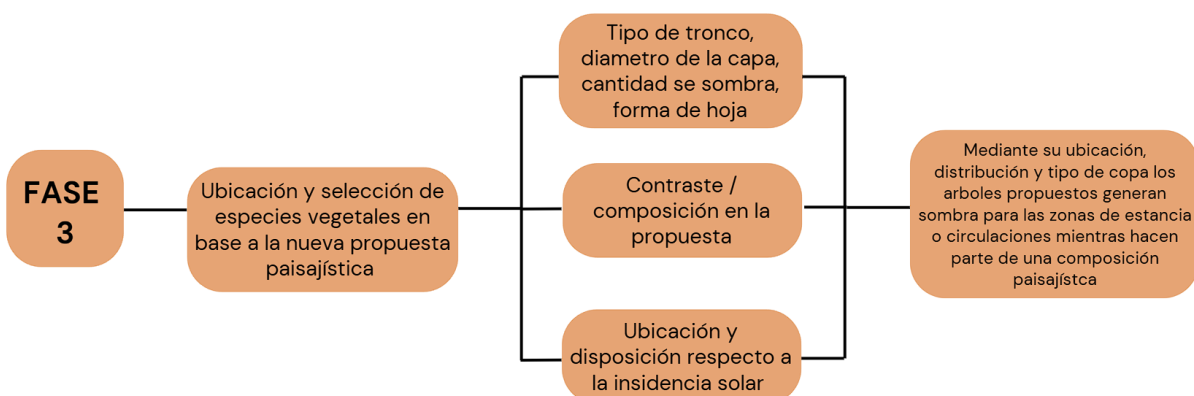 FASE
3
Ubicación y selección de
especies vegetales en
base a la nueva propuesta
paisajística
Tipo de tronco,
diametro de la capa,
cantidad se sombra,
forma de hoja
Contraste /
composición en la
propuesta
Ubicación y
disposición respecto a
la insidencia solar
Mediante su ubicación,
distribución y tipo de copa los
arboles propuestos generan
sombra para las zonas de estancia
o circulaciones mientras hacen
parte de una composición
paisajístca